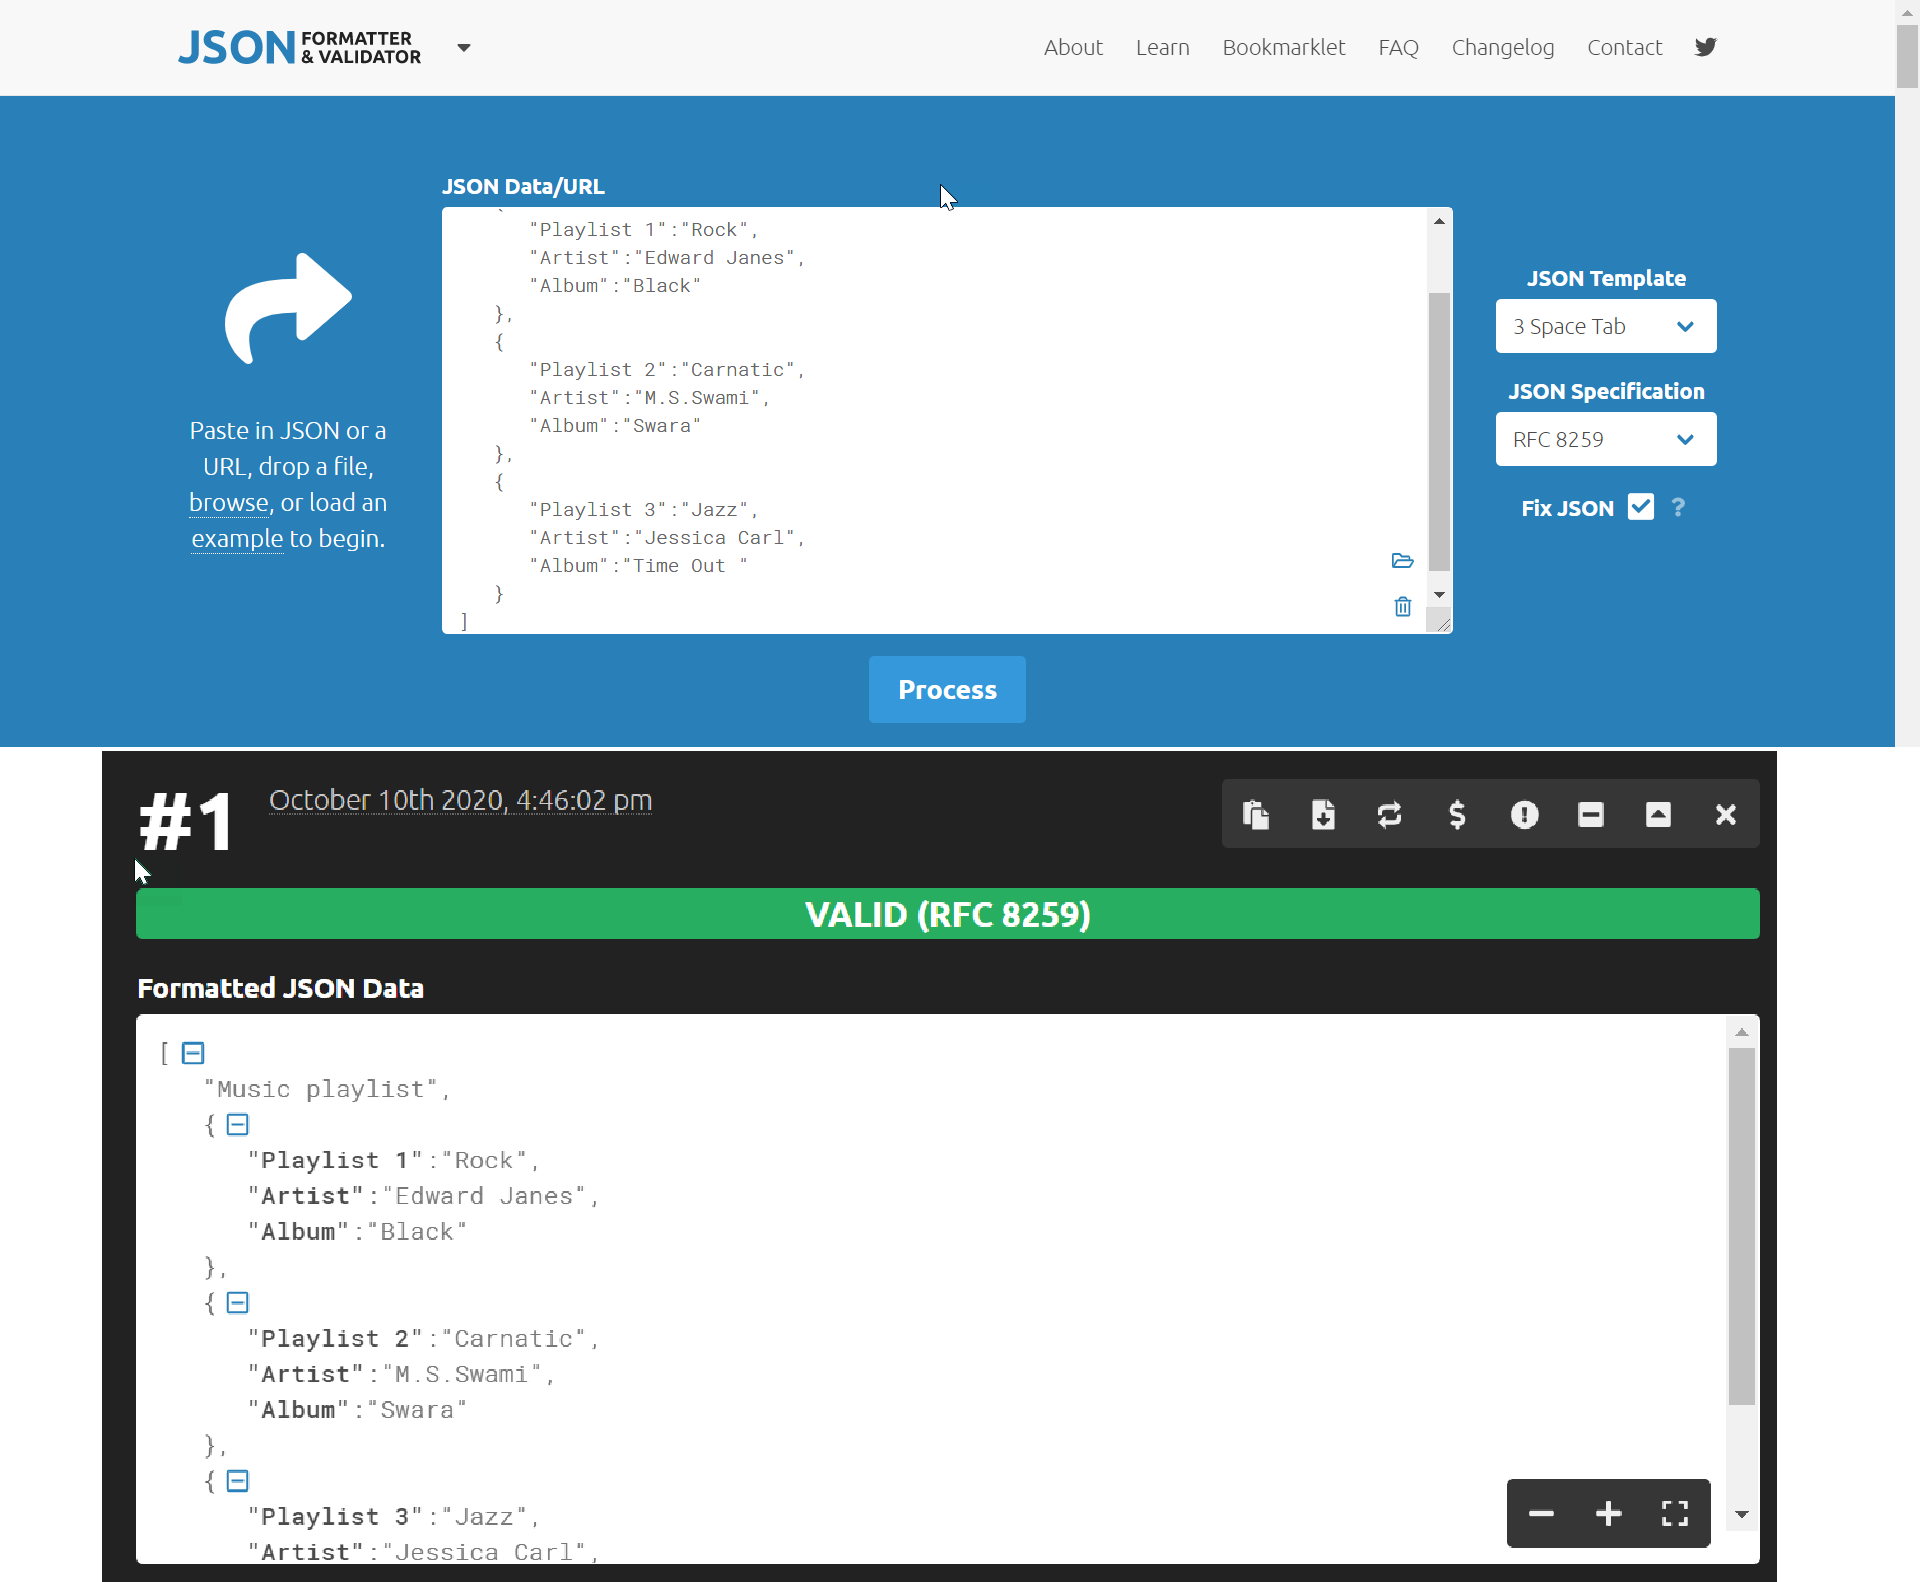 JSON FORMATTER & VALIDATOR
About Learn Bookmarklet FAQ Changelog Contact
JSON Data/URL
"Playlist 1":"Rock",
"Artist":"Edward Janes",
"Album":"Black"
},
{
"Playlist 2":"Carnatic",
"Artist":"M.S.Swami",
"Album":"Swara"
},
{
"Playlist 3":"Jazz",
"Artist":"Jessica Carl",
"Album":"Time Out "
}
]
Paste in JSON or a
URL, drop a file,
browse, or load an
example to begin.
JSON Template
3 Space Tab
JSON Specification
RFC 8259
Fix JSON ?
Process
#1 October 10th 2020, 4:46:02 pm
VALID (RFC 8259)
Formatted JSON Data
[
"Music playlist",
{
"Playlist 1":"Rock",
"Artist":"Edward Janes",
"Album":"Black"
},
{
"Playlist 2":"Carnatic",
"Artist":"M.S.Swami",
"Album":"Swara"
},
{
"Playlist 3":"Jazz",
"Artist":"Jessica Carl",